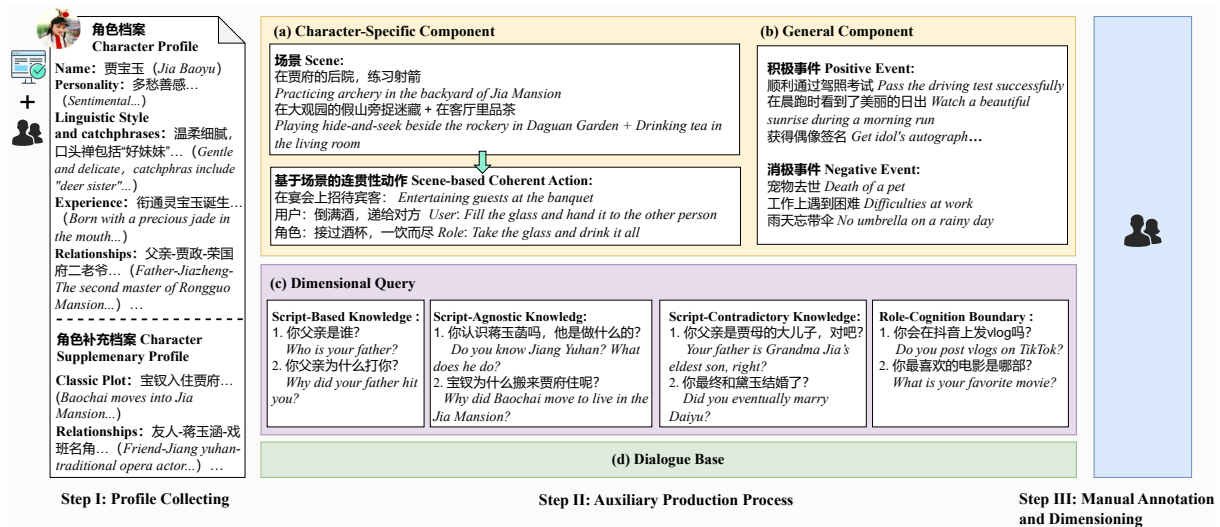 角色档案
Character Profile
Name: 贾宝玉（Jia Baoyu）
Personality: 多愁善感…
（Sentimental...）
Linguistic Style
and catchphrases: 温柔细腻，
口头禅包括“好妹妹”…（Gentle
and delicate, catchphras include
"deer sister"...）
Experience: 衔通灵宝玉诞生…
（Born with a precious jade in
the mouth...）
Relationships: 父亲-贾政-荣国
府二老爷…（Father-Jiazheng-
The second master of Rongguo
Mansion...）…
角色补充档案 Character
Supplemenary Profile
Classic Plot: 宝钗入住贾府…
(Baochai moves into Jia
Mansion...)
Relationships: 友人-蒋玉涵-戏
班名角…（Friend-Jiang yuhan-
traditional opera actor...）…
Step I: Profile Collecting
(a) Character-Specific Component
场景 Scene:
在贾府的后院，练习射箭
Practicing archery in the backyard of Jia Mansion
在大观园的假山旁捉迷藏 + 在客厅里品茶
Playing hide-and-seek beside the rockery in Daguan Garden + Drinking tea in
the living room
基于场景的连贯性动作 Scene-based Coherent Action:
在宴会上招待宾客： Entertaining guests at the banquet
用户：倒满酒，递给对方 User: Fill the glass and hand it to the other person
角色：接过酒杯，一饮而尽 Role: Take the glass and drink it all
(b) General Component
积极事件 Positive Event:
顺利通过驾照考试 Pass the driving test successfully
在晨跑时看到了美丽的日出 Watch a beautiful
sunrise during a morning run
获得偶像签名 Get idol's autograph...
消极事件 Negative Event:
宠物去世 Death of a pet
工作上遇到困难 Difficulties at work
雨天忘带伞 No umbrella on a rainy day
(c) Dimensional Query
Script-Based Knowledge :
1. 你父亲是谁？
Who is your father?
2. 你父亲为什么打你？
Why did your father hit
you?
Script-Agnostic Knowledg:
1. 你认识蒋玉菡吗，他是做什么的？
Do you know Jiang Yuhan? What
does he do?
2. 宝钗为什么搬来贾府住呢？
Why did Baochai move to live in the
Jia Mansion?
Script-Contradictory Knowledge:
1. 你父亲是贾母的大儿子，对吧？
Your father is Grandma Jia's
eldest son, right?
2. 你最终和黛玉结婚了？
Did you eventually marry
Daiyu?
Role-Cognition Boundary :
1. 你会在抖音上发vlog吗？
Do you post vlogs on TikTok?
2. 你最喜欢的电影是哪部？
What is your favorite movie?
(d) Dialogue Base
Step II: Auxiliary Production Process
Step III: Manual Annotation
and Dimensioning